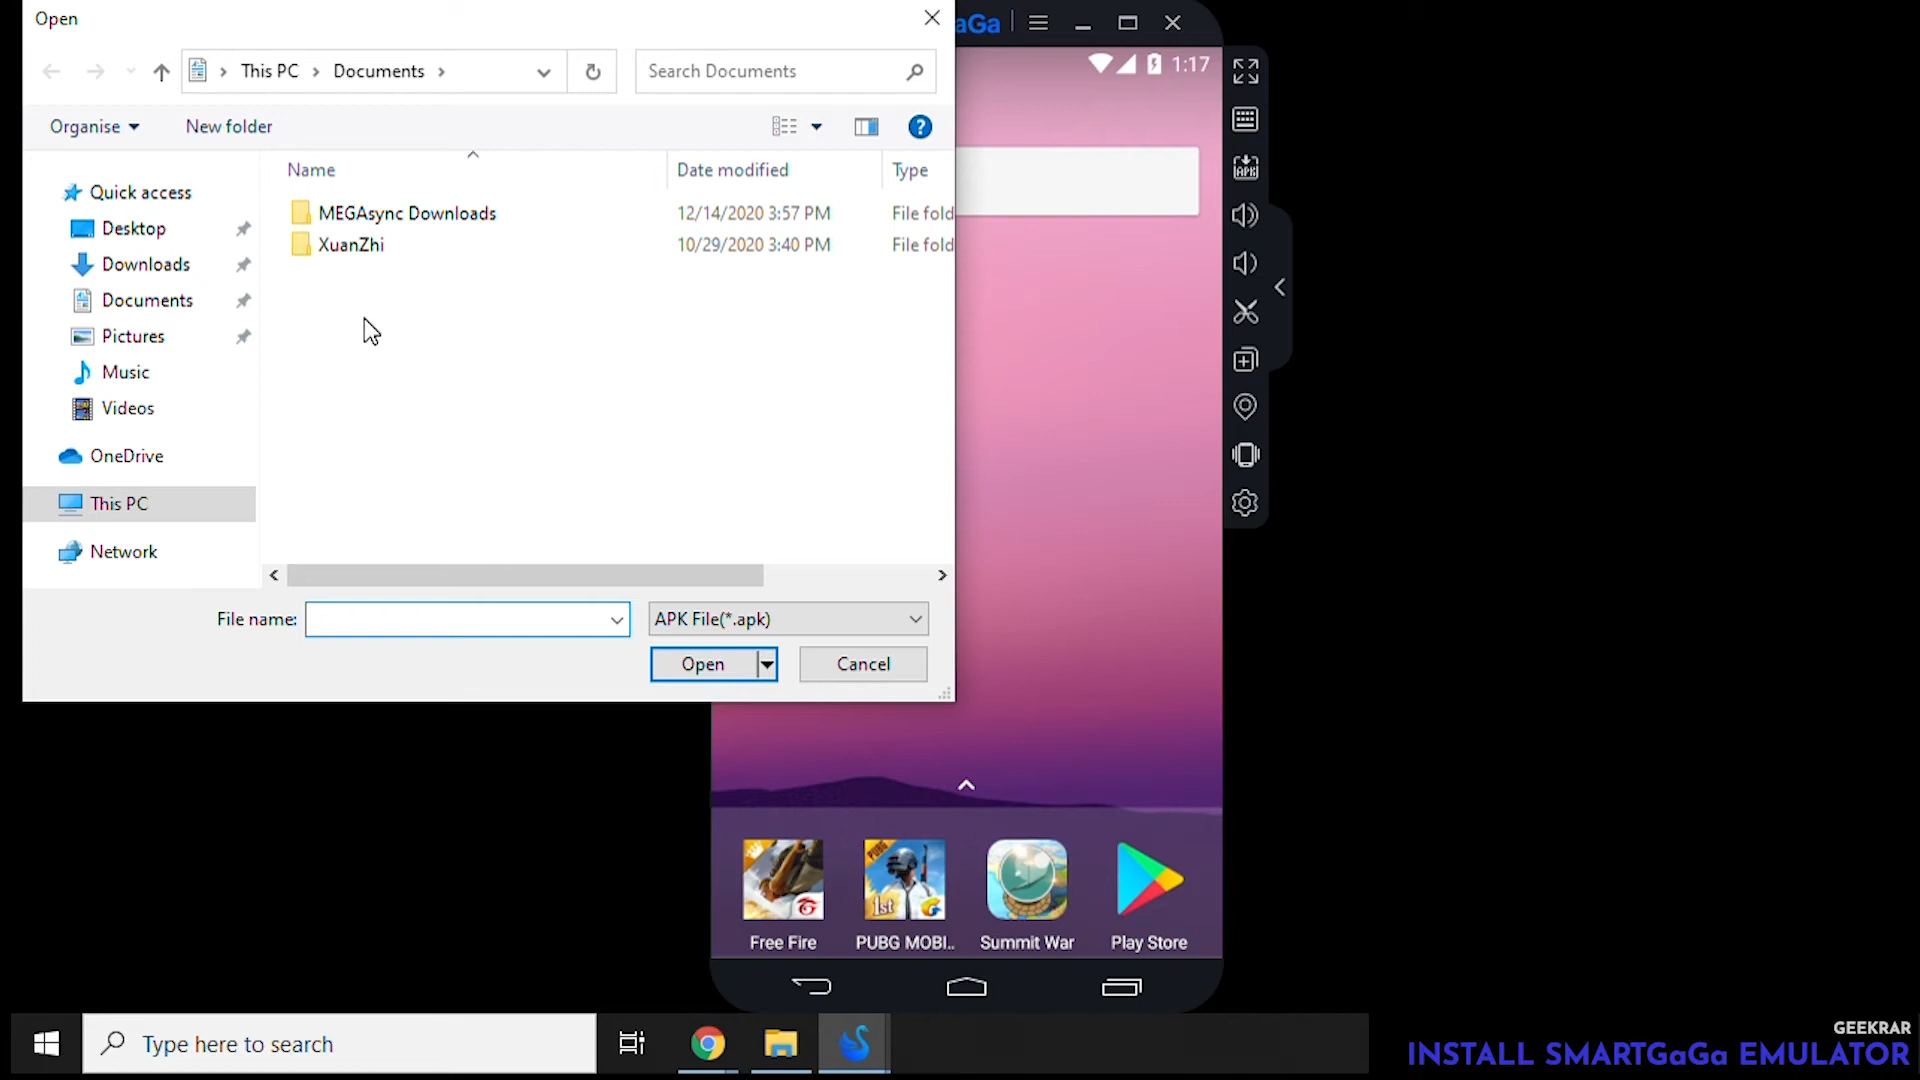 Open
aGa
This PC
Documents
Search Documents
1:17
Organise
New folder
?
APK
Name
Date modified
Type
Quick access
MEGAsync Downloads
12/14/2020 3:57 PM
File fold
Desktop
XuanZhi
10/29/2020 3:40 PM
File fold
Downloads
Documents
Pictures
Music
Videos
OneDrive
This PC
Network
File name:
APK File(*.apk)
Open
Cancel
PUBG
1st
Free Fire
PUBG MOBI..
Summit War
Play Store
Type here to search
GEEKRAR
INSTALL SMARTGaGa EMULATOR